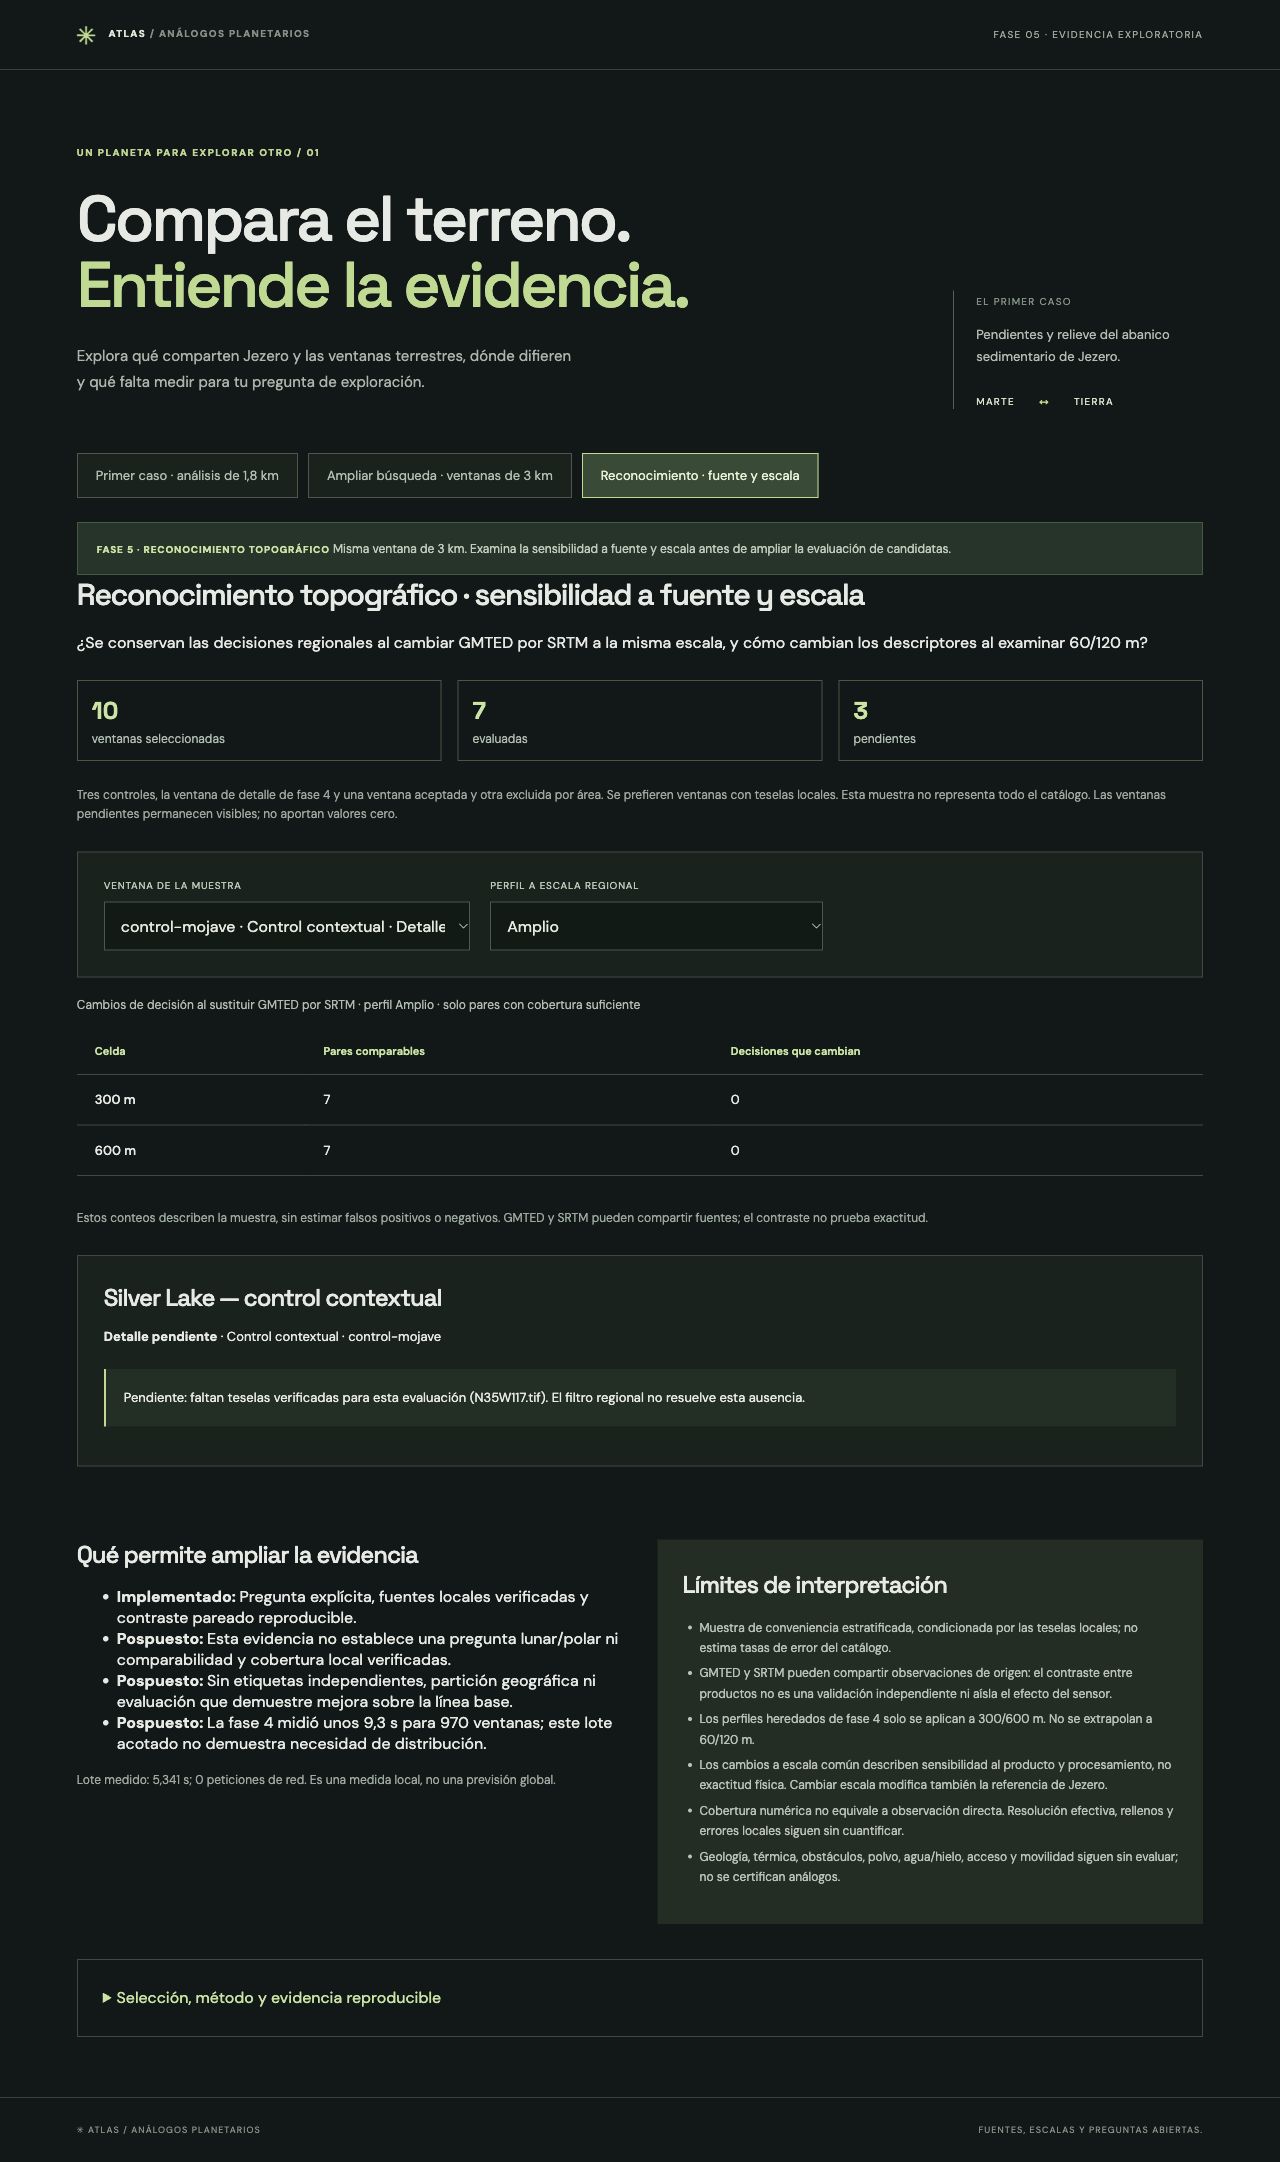 ATLAS / ANÁLOGOS PLANETARIOS
FASE 05 · EVIDENCIA EXPLORATORIA
UN PLANETA PARA EXPLORAR OTRO / 01
Compara el terreno.
Entiende la evidencia.
Explora qué comparten Jezero y las ventanas terrestres, dónde difieren
y qué falta medir para tu pregunta de exploración.
EL PRIMER CASO
Pendientes y relieve del abanico
sedimentario de Jezero.
MARTE ↔ TIERRA
Primer caso · análisis de 1,8 km
Ampliar búsqueda · ventanas de 3 km
Reconocimiento · fuente y escala
FASE 5 · RECONOCIMIENTO TOPOGRÁFICO Misma ventana de 3 km. Examina la sensibilidad a fuente y escala antes de ampliar la evaluación de candidatas.
Reconocimiento topográfico · sensibilidad a fuente y escala
¿Se conservan las decisiones regionales al cambiar GMTED por SRTM a la misma escala, y cómo cambian los descriptores al examinar 60/120 m?
10
ventanas seleccionadas
7
evaluadas
3
pendientes
Tres controles, la ventana de detalle de fase 4 y una ventana aceptada y otra excluida por área. Se prefieren ventanas con teselas locales. Esta muestra no representa todo el catálogo. Las ventanas
pendientes permanecen visibles; no aportan valores cero.
VENTANA DE LA MUESTRA
control-mojave · Control contextual · Detalle
PERFIL A ESCALA REGIONAL
Amplio
Cambios de decisión al sustituir GMTED por SRTM · perfil Amplio · solo pares con cobertura suficiente
Celda Pares comparables Decisiones que cambian
300 m 7 0
600 m 7 0
Estos conteos describen la muestra, sin estimar falsos positivos o negativos. GMTED y SRTM pueden compartir fuentes; el contraste no prueba exactitud.
Silver Lake — control contextual
Detalle pendiente · Control contextual · control-mojave
Pendiente: faltan teselas verificadas para esta evaluación (N35W117.tif). El filtro regional no resuelve esta ausencia.
Qué permite ampliar la evidencia
• Implementado: Pregunta explícita, fuentes locales verificadas y
contraste pareado reproducible.
• Pospuesto: Esta evidencia no establece una pregunta lunar/polar ni
comparabilidad y cobertura local verificadas.
• Pospuesto: Sin etiquetas independientes, partición geográfica ni
evaluación que demuestre mejora sobre la línea base.
• Pospuesto: La fase 4 midió unos 9,3 s para 970 ventanas; este lote
acotado no demuestra necesidad de distribución.
Lote medido: 5,341 s; 0 peticiones de red. Es una medida local, no una previsión global.
Límites de interpretación
• Muestra de conveniencia estratificada, condicionada por las teselas locales; no
estima tasas de error del catálogo.
• GMTED y SRTM pueden compartir observaciones de origen: el contraste entre
productos no es una validación independiente ni aísla el efecto del sensor.
• Los perfiles heredados de fase 4 solo se aplican a 300/600 m. No se extrapolan a
60/120 m.
• Los cambios a escala común describen sensibilidad al producto y procesamiento, no
exactitud física. Cambiar escala modifica también la referencia de Jezero.
• Cobertura numérica no equivale a observación directa. Resolución efectiva, rellenos y
errores locales siguen sin cuantificar.
• Geología, térmica, obstáculos, polvo, agua/hielo, acceso y movilidad siguen sin evaluar;
no se certifican análogos.
▶ Selección, método y evidencia reproducible
✳ ATLAS / ANÁLOGOS PLANETARIOS
FUENTES, ESCALAS Y PREGUNTAS ABIERTAS.